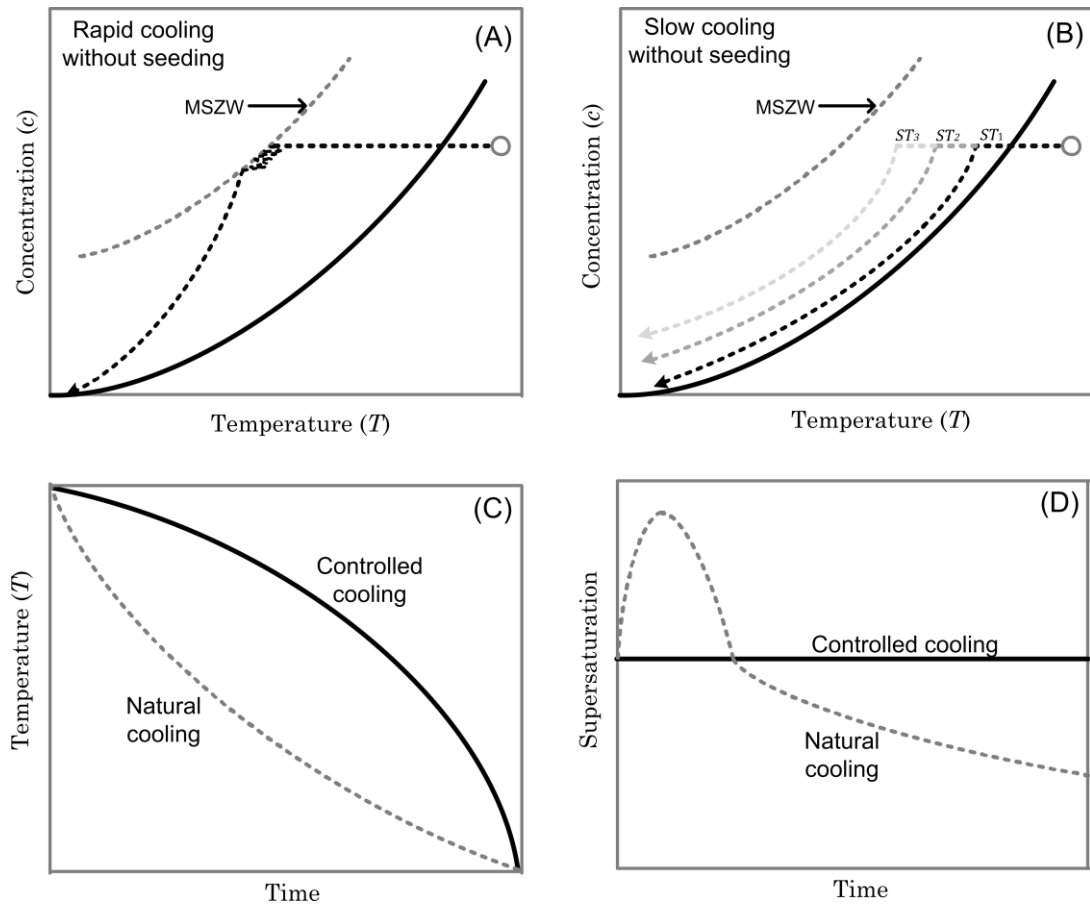 Rapid cooling
without seeding
(A)
MSZW
Concentration (c)
Temperature (T)
Slow cooling
without seeding
(B)
MSZW
ST3 ST2 ST1
Concentration (c)
Temperature (T)
(C)
Controlled
cooling
Natural
cooling
Temperature (T)
Time
(D)
Controlled cooling
Natural
cooling
Supersaturation
Time